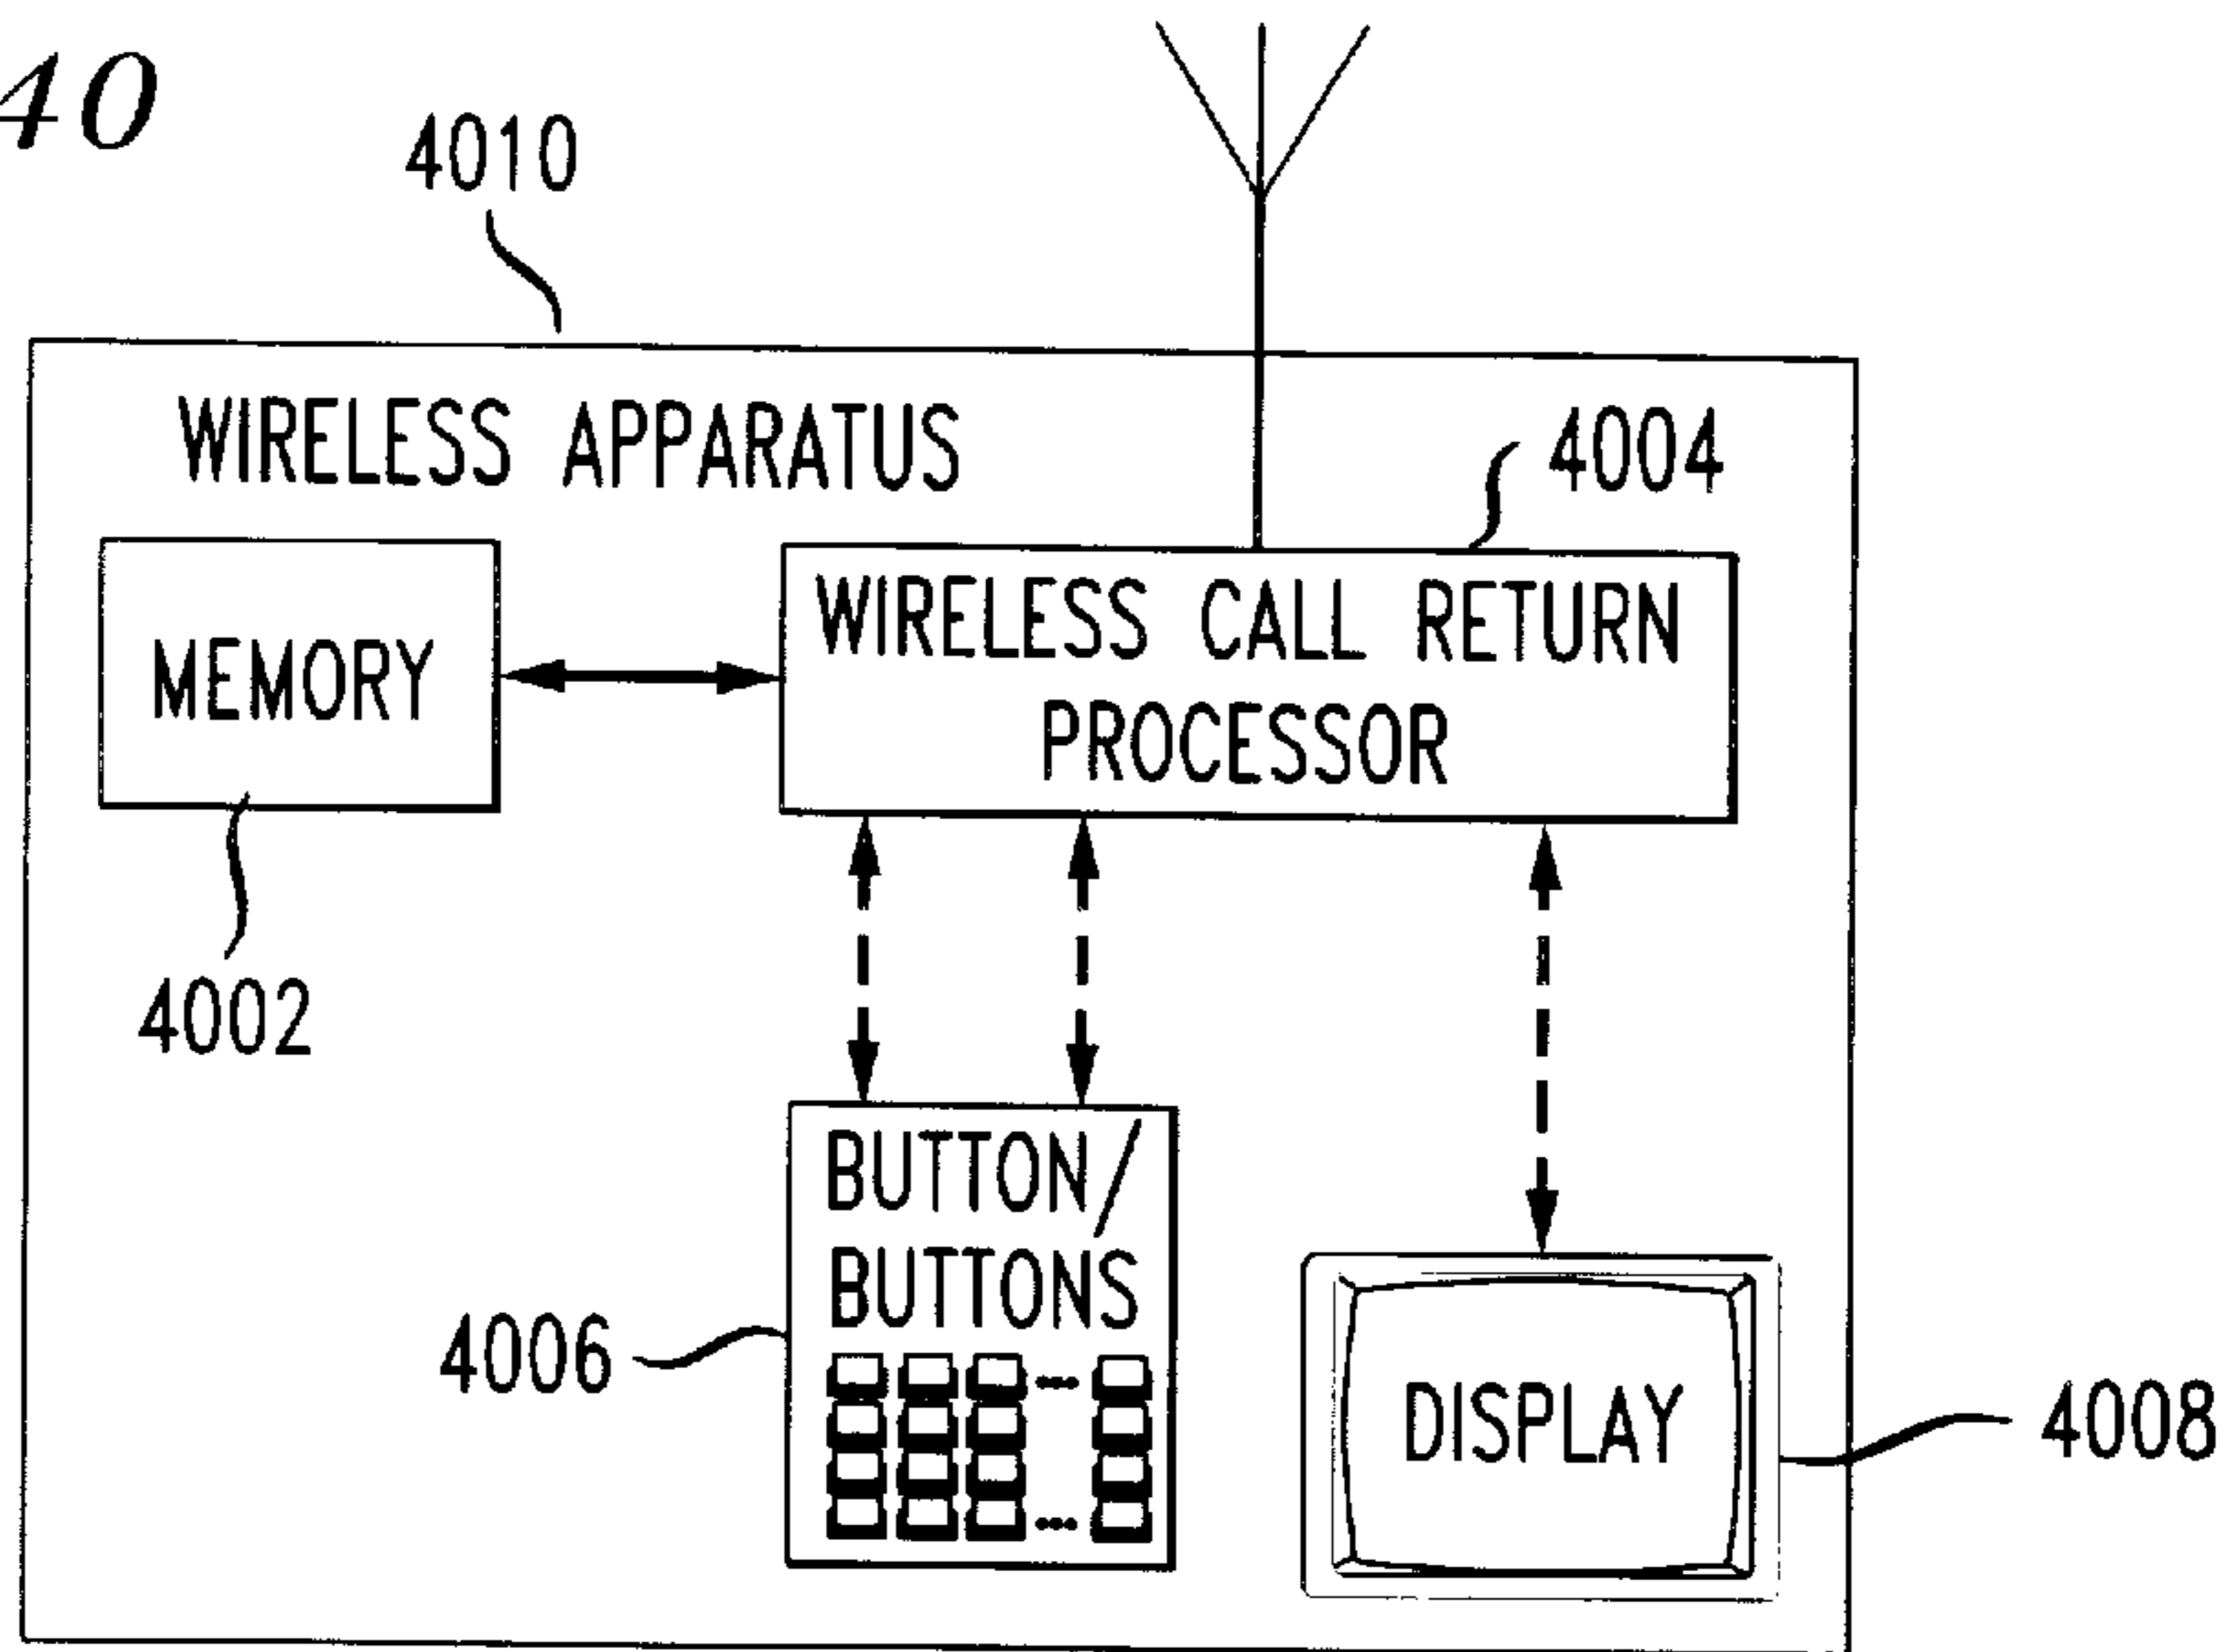 40
4010
WIRELESS APPARATUS
4004
MEMORY
WIRELESS CALL RETURN
PROCESSOR
4002
BUTTON/
BUTTONS
4006
DISPLAY
4008